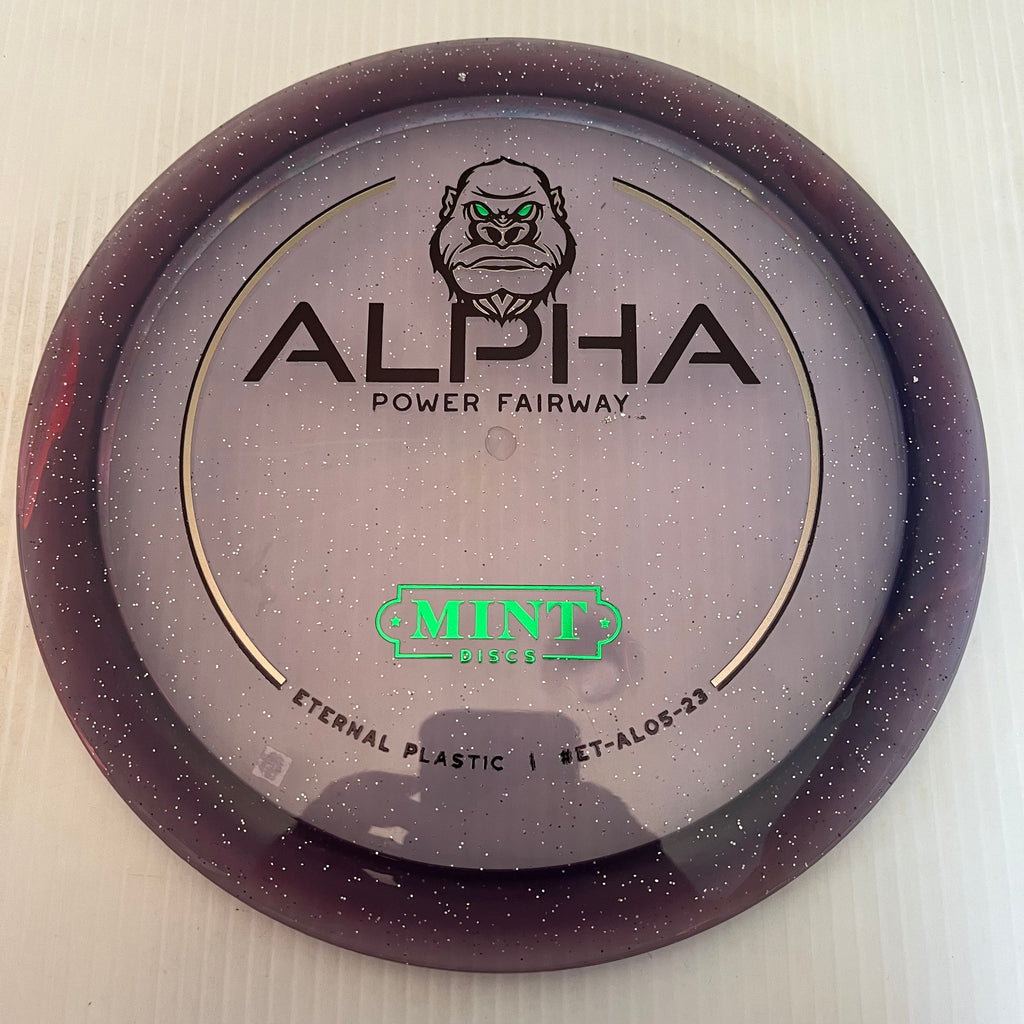 ALPHA
POWER FAIRWAY
MINT
DISCS
ETERNAL PLASTIC | #ET-AL05-23